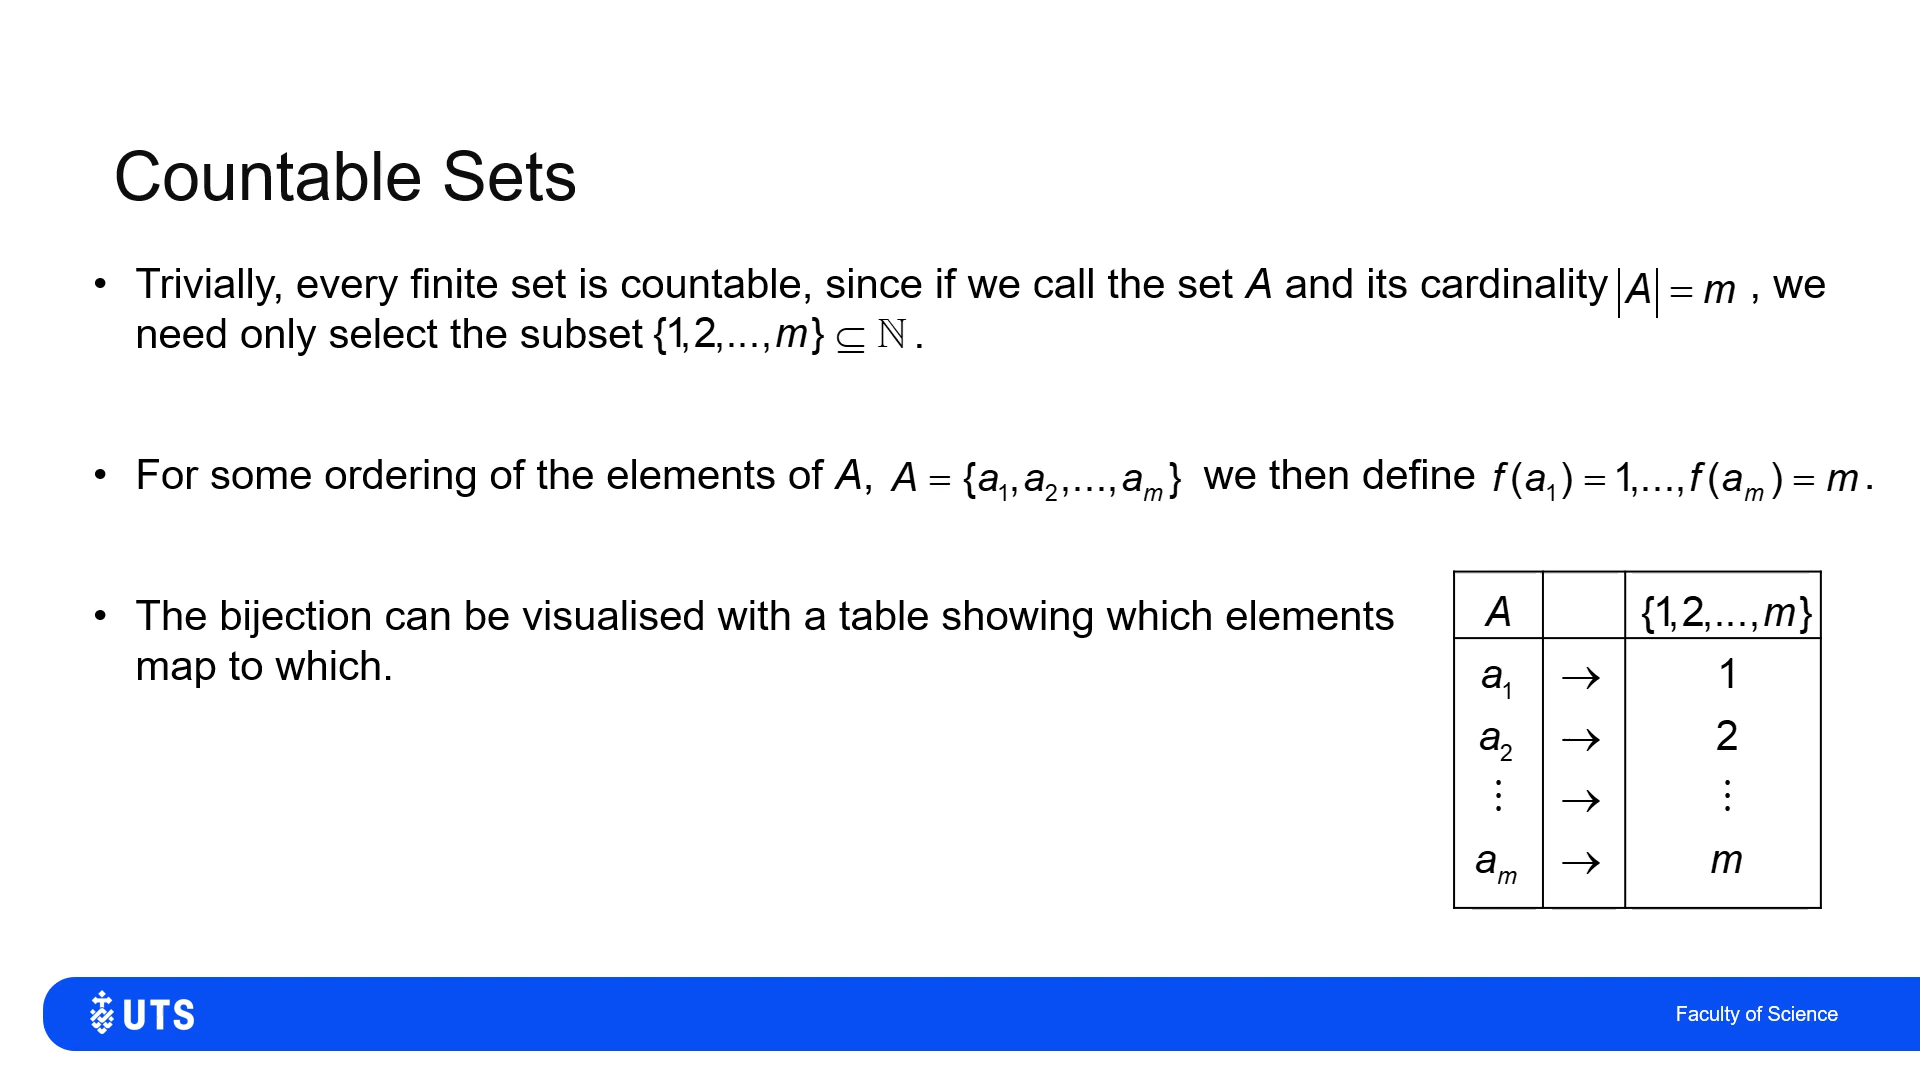 Countable Sets
• Trivially, every finite set is countable, since if we call the set A and its cardinality |A| = m , we
need only select the subset {1,2,...,m} ⊆ ℕ .
• For some ordering of the elements of A, A = {a₁,a₂,...,aₘ} we then define f(a₁) = 1,...,f(aₘ) = m .
• The bijection can be visualised with a table showing which elements
map to which.
A {1,2,...,m}
a₁ → 1
a₂ → 2
⋮ → ⋮
aₘ → m
UTS
Faculty of Science